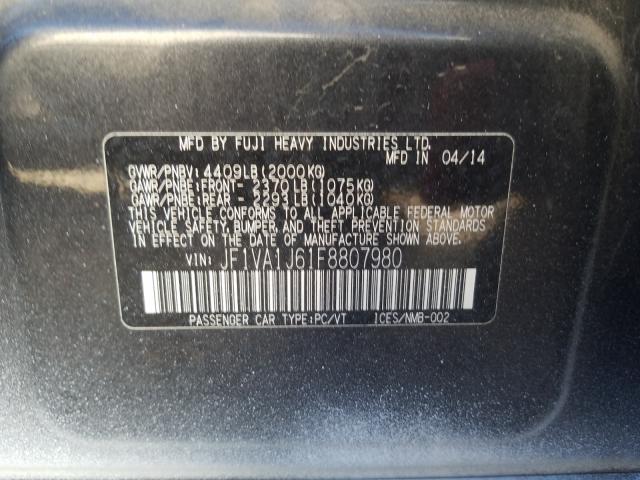 MFD BY FUJI HEAVY INDUSTRIES LTD.
MFD IN 04/14
GVWR/PNBV: 4409LB(2000KG)
GAWR/PNBE:FRONT- 2370LB(1075KG)
GAWR/PNBE:REAR - 2293LB(1040KG)
THIS VEHICLE CONFORMS TO ALL APPLICABLE FEDERAL MOTOR
VEHICLE SAFETY, BUMPER, AND THEFT PREVENTION STANDARDS
IN EFFECT ON THE DATE OF MANUFACTURE SHOWN ABOVE.
VIN: JF1VA1J61F8807980
PASSENGER CAR TYPE:PC/VT ICES/NMB-002